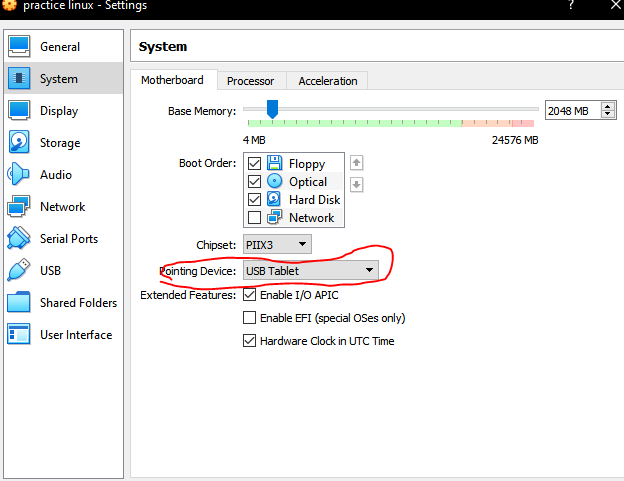 practice linux - Settings ?
General
System
Display
Storage
Audio
Network
Serial Ports
USB
Shared Folders
User Interface
System
Motherboard Processor Acceleration
Base Memory: 2048 MB
4 MB 24576 MB
Boot Order: Floppy
Optical
Hard Disk
Network
Chipset: PIIX3
Pointing Device: USB Tablet
Extended Features: Enable I/O APIC
Enable EFI (special OSes only)
Hardware Clock in UTC Time